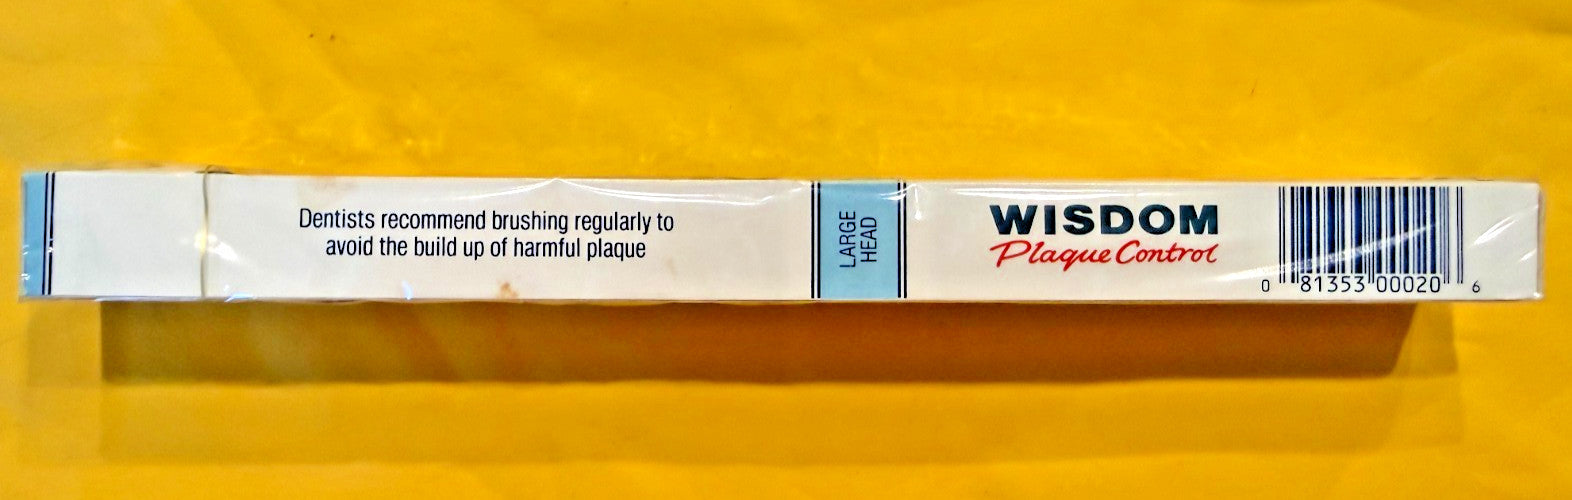 Dentists recommend brushing regularly to
avoid the build up of harmful plaque
LARGE
HEAD
WISDOM
Plaque Control
0 81353 00020 6